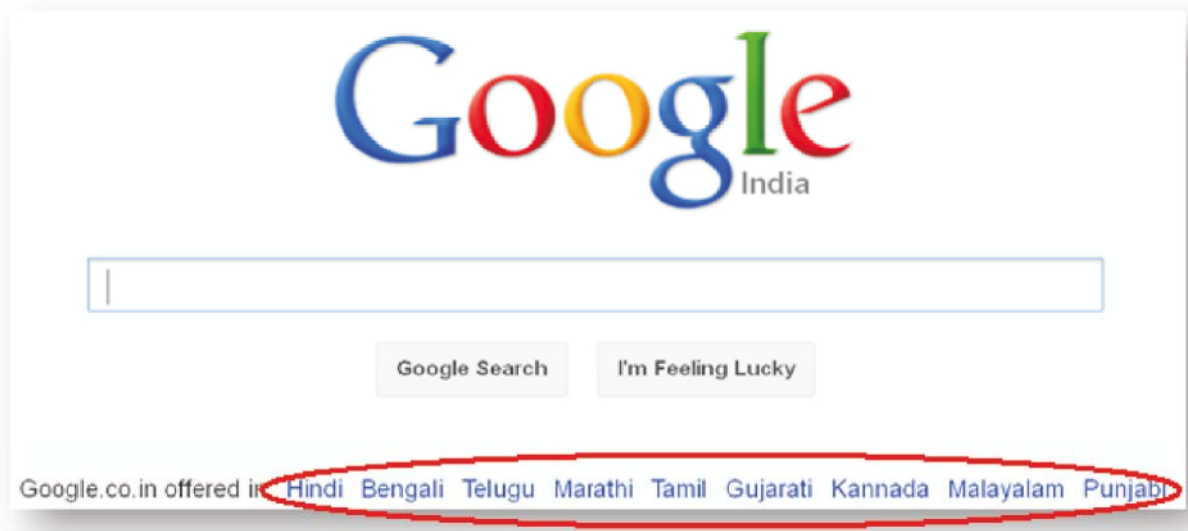 Google
India
Google Search I'm Feeling Lucky
Google.co.in offered in Hindi Bengali Telugu Marathi Tamil Gujarati Kannada Malayalam Punjabi